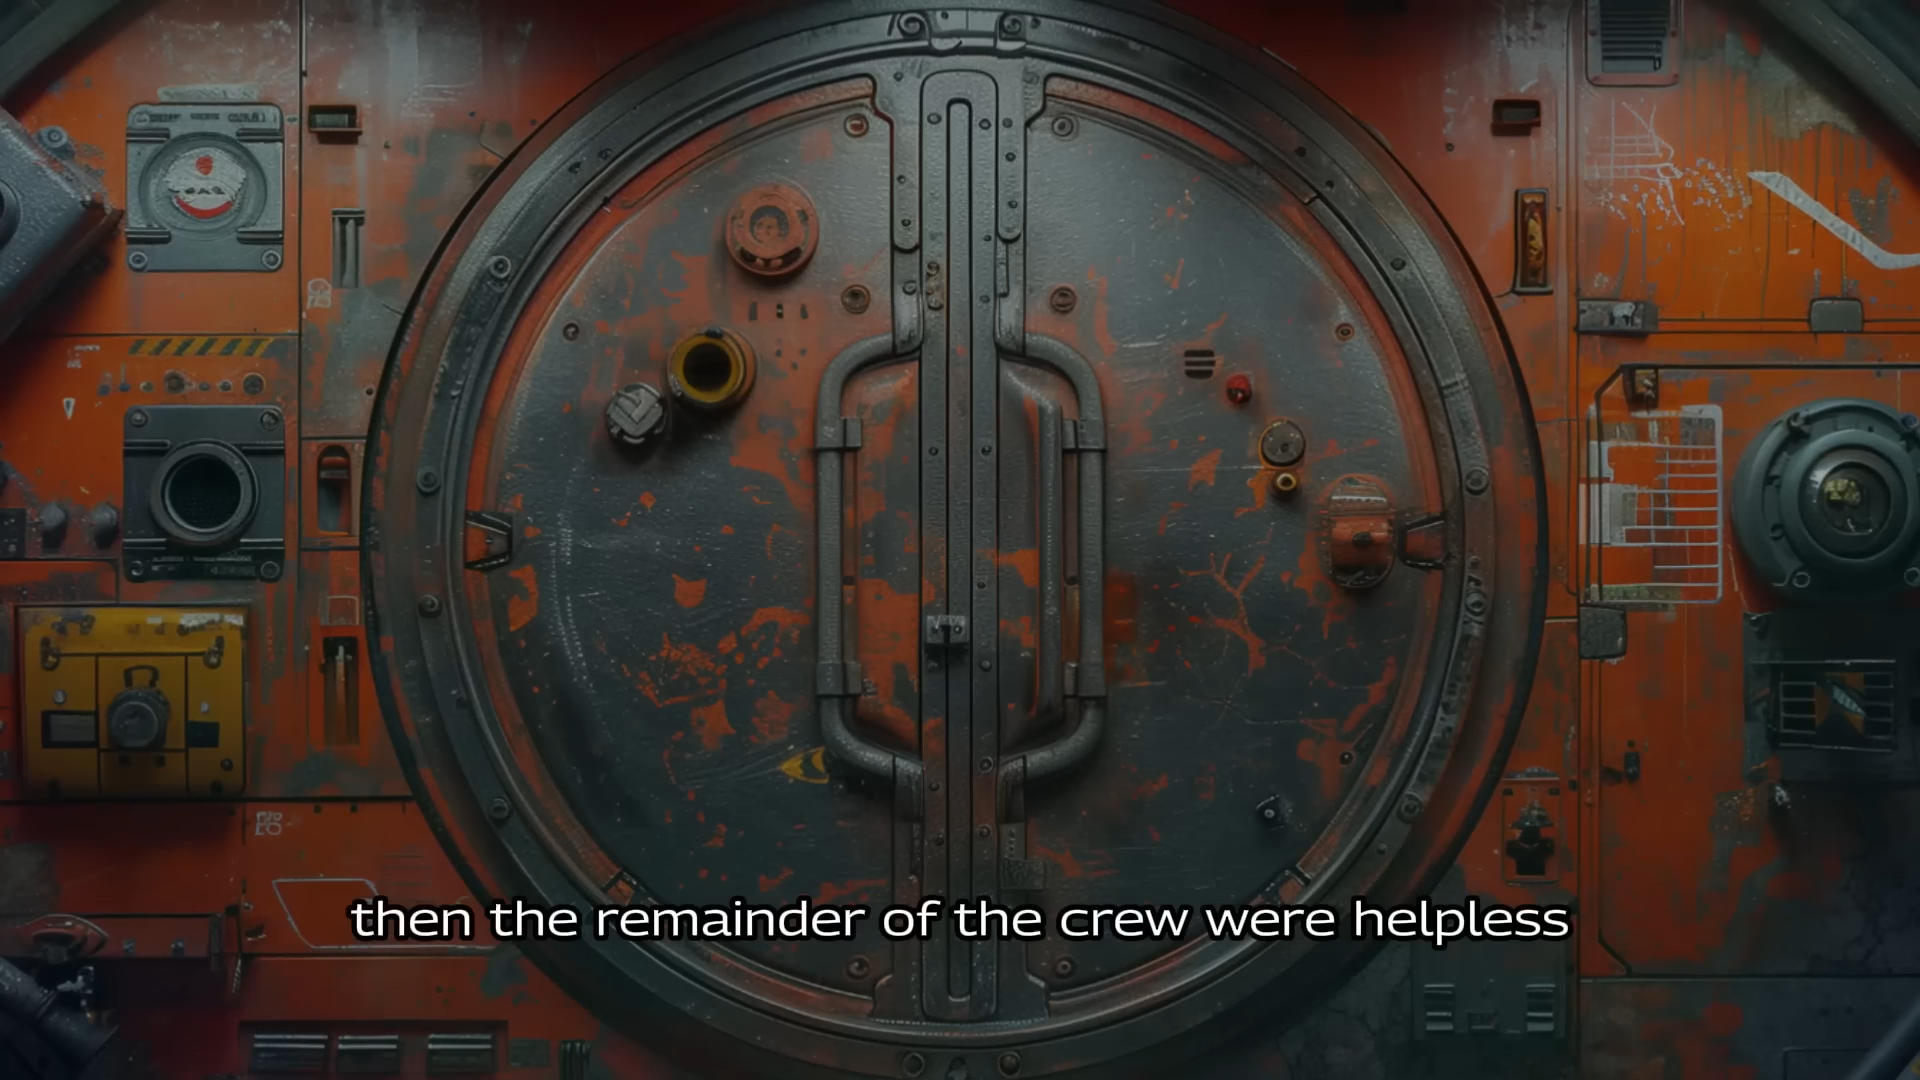 then the remainder of the crew were helpless